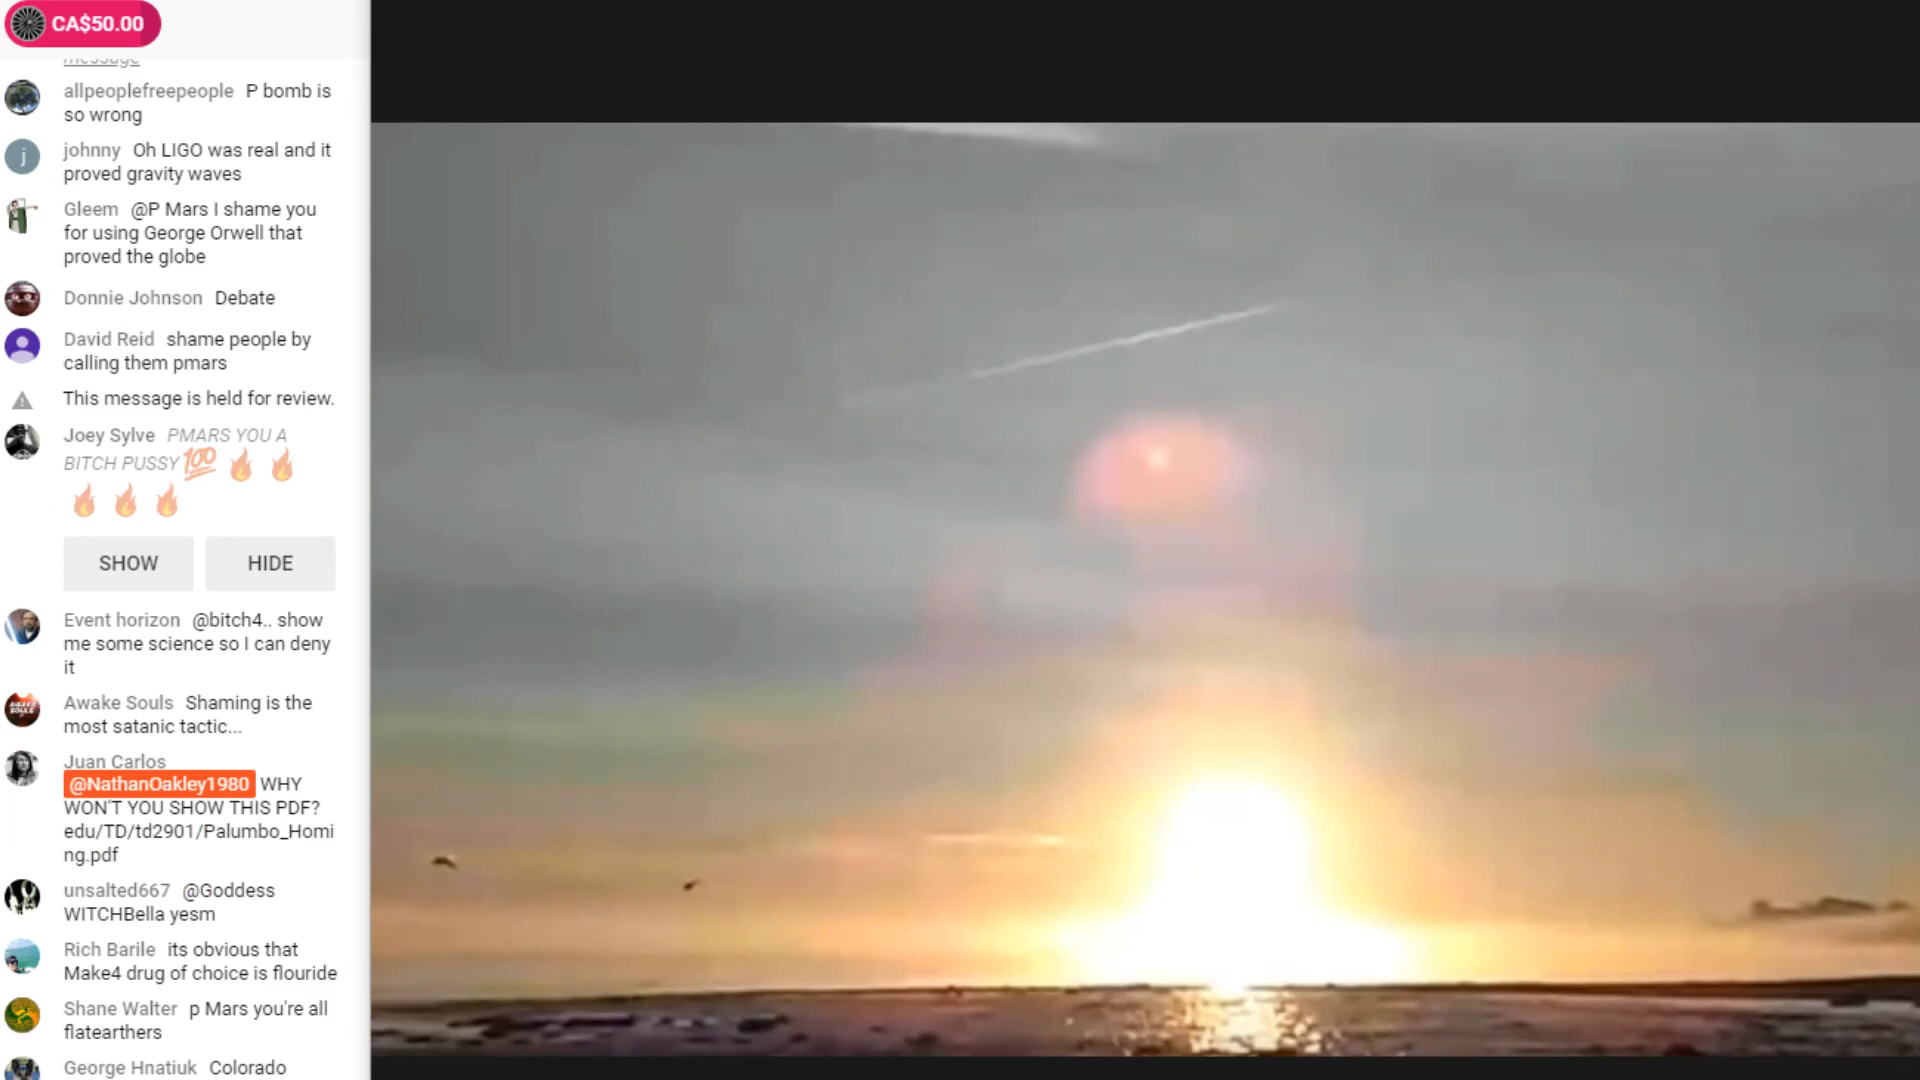 CA$50.00
message
allpeoplefreepeople P bomb is
so wrong
johnny Oh LIGO was real and it
proved gravity waves
Gleem @P Mars I shame you
for using George Orwell that
proved the globe
Donnie Johnson Debate
David Reid shame people by
calling them pmars
This message is held for review.
Joey Sylve PMARS YOU A
BITCH PUSSY 💯 🔥 🔥
🔥 🔥 🔥
SHOW HIDE
Event horizon @bitch4.. show
me some science so I can deny
it
Awake Souls Shaming is the
most satanic tactic...
Juan Carlos
@NathanOakley1980 WHY
WON'T YOU SHOW THIS PDF?
edu/TD/td2901/Palumbo_Homi
ng.pdf
unsalted667 @Goddess
WITCHBella yesm
Rich Barile its obvious that
Make4 drug of choice is flouride
Shane Walter p Mars you're all
flatearthers
George Hnatiuk Colorado